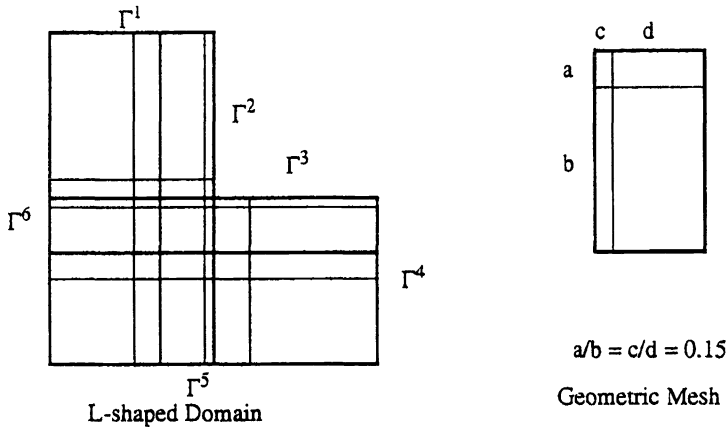 Γ¹
Γ²
Γ³
Γ⁶
Γ⁴
Γ⁵
L-shaped Domain
c d
a
b
a/b = c/d = 0.15
Geometric Mesh